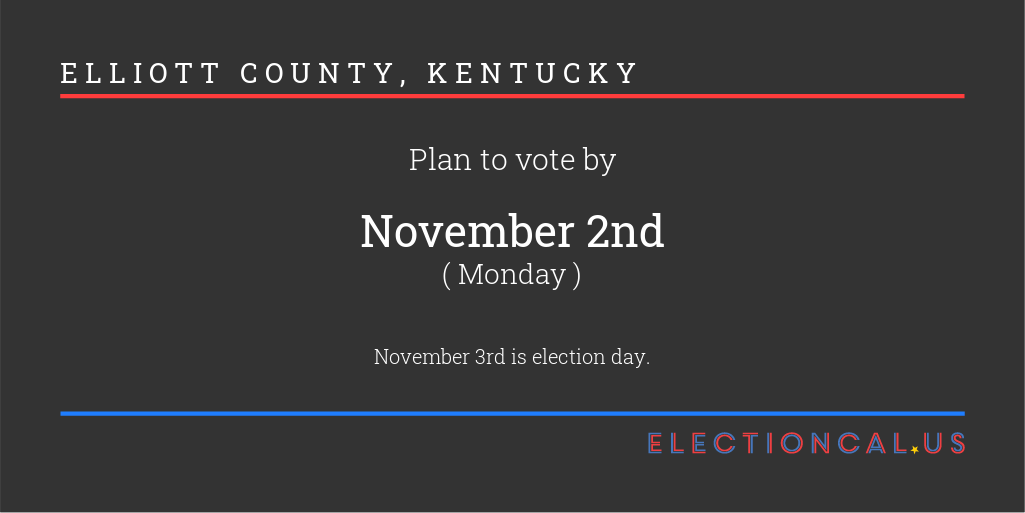 ELLIOTT COUNTY, KENTUCKY
Plan to vote by
November 2nd
( Monday )
November 3rd is election day.
ELECTIONCAL.US